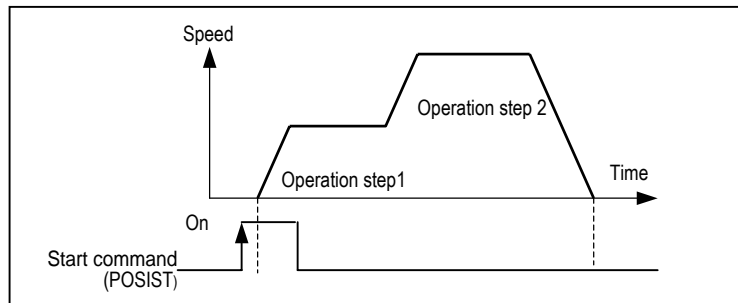 Speed
Operation step 2
Operation step1
Time
On
Start command
(POSIST)